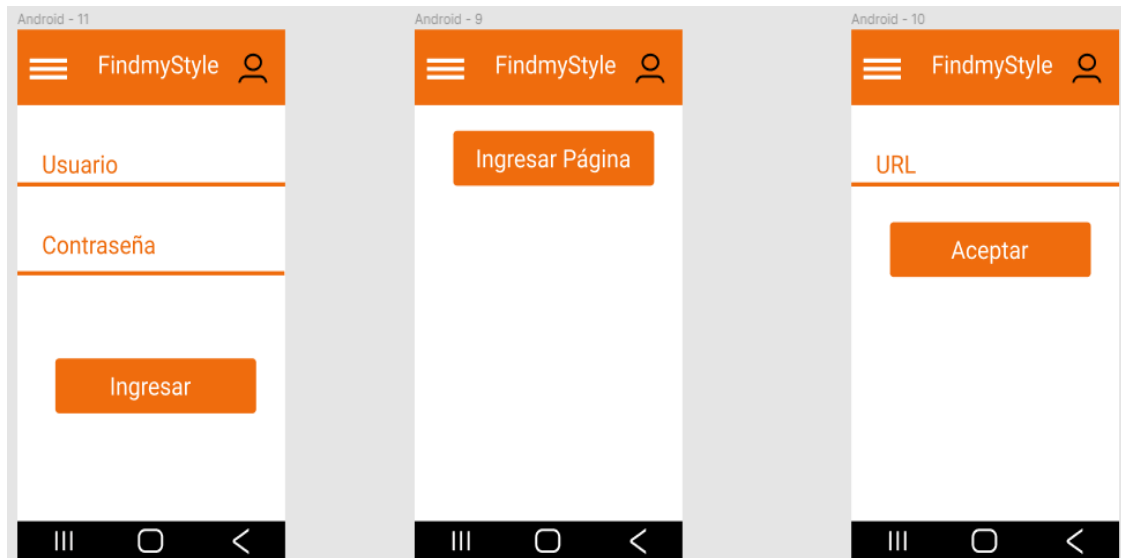 Android - 11
FindmyStyle
Usuario
Contraseña
Ingresar
Android - 9
FindmyStyle
Ingresar Página
Android - 10
FindmyStyle
URL
Aceptar